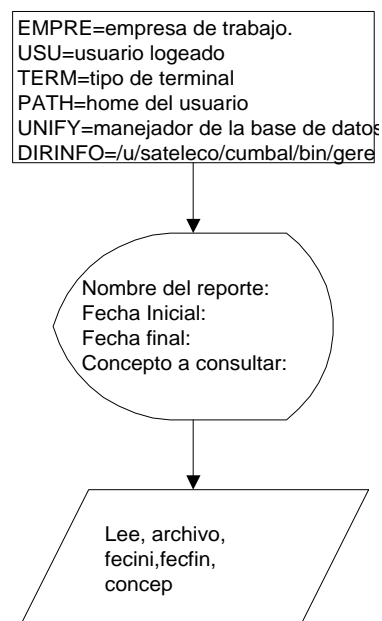 EMPRE=empresa de trabajo.
USU=usuario logeado
TERM=tipo de terminal
PATH=home del usuario
UNIFY=manejador de la base de datos
DIRINFO=/u/sateleco/cumbal/bin/gere
Nombre del reporte:
Fecha Inicial:
Fecha final:
Concepto a consultar:
Lee, archivo,
fecini,fecfin,
concep